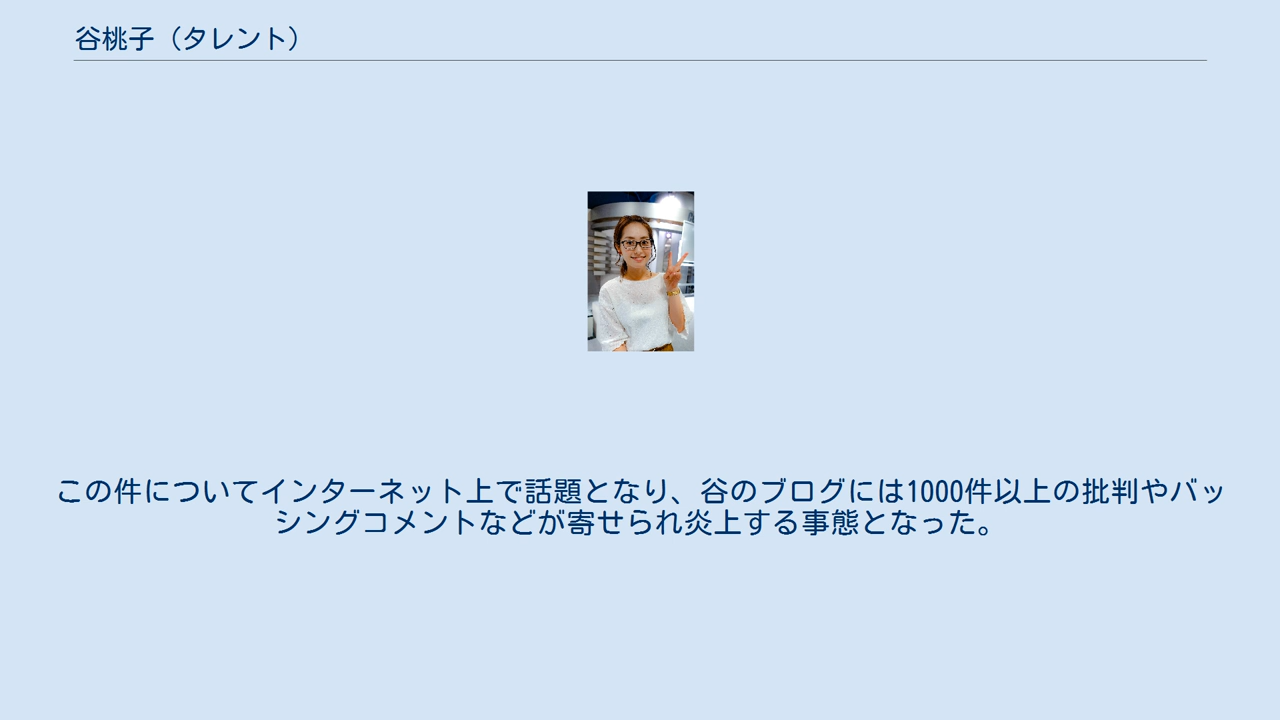 谷桃子（タレント）
この件についてインターネット上で話題となり、谷のブログには1000件以上の批判やバッ
シングコメントなどが寄せられ炎上する事態となった。